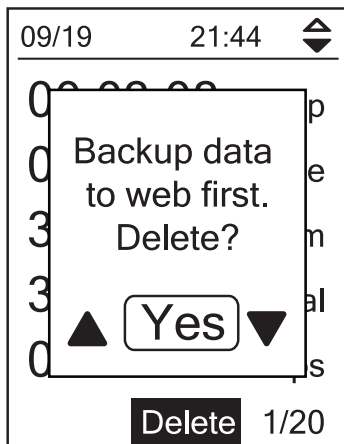 09/19 21:44
Backup data
to web first.
Delete?
Yes
Delete 1/20